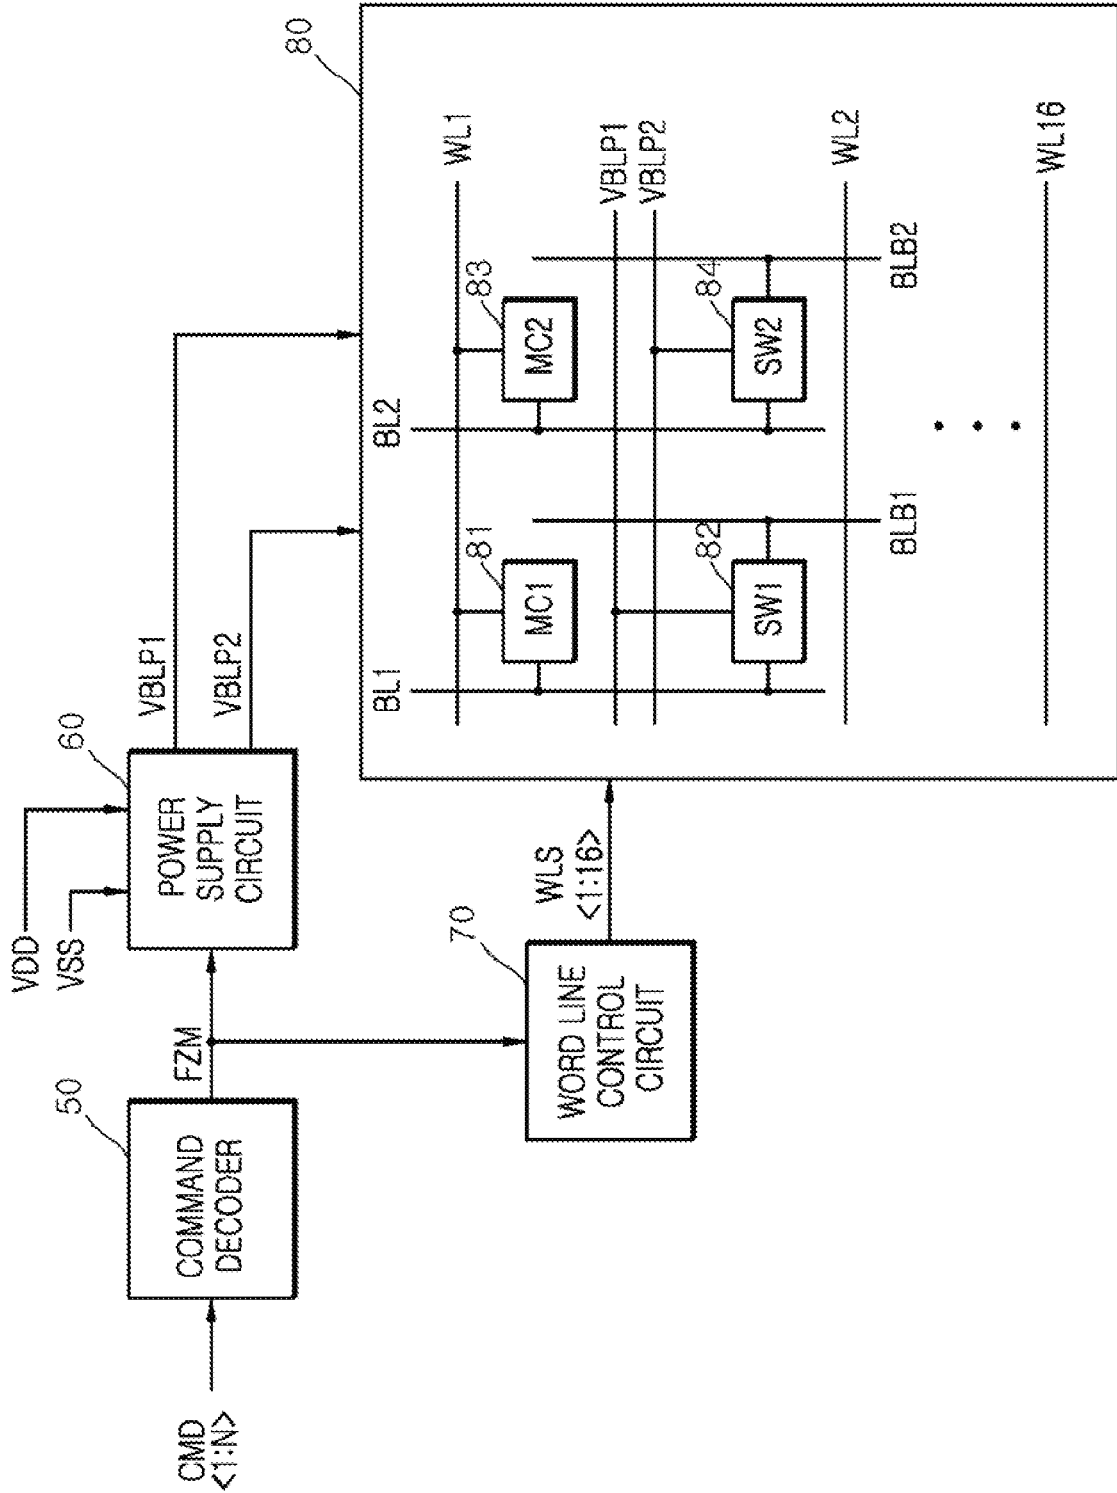 80
VDD
VSS
60
VBLP1
VBLP2
CMD
<1:N>
50
COMMAND
DECODER
FZM
POWER
SUPPLY
CIRCUIT
70
WORD LINE
CONTROL
CIRCUIT
WLS
<1:16>
BL1
BL2
81
MC1
83
MC2
WL1
VBLP1
VBLP2
82
SW1
84
SW2
WL2
BLB1
BLB2
WL16